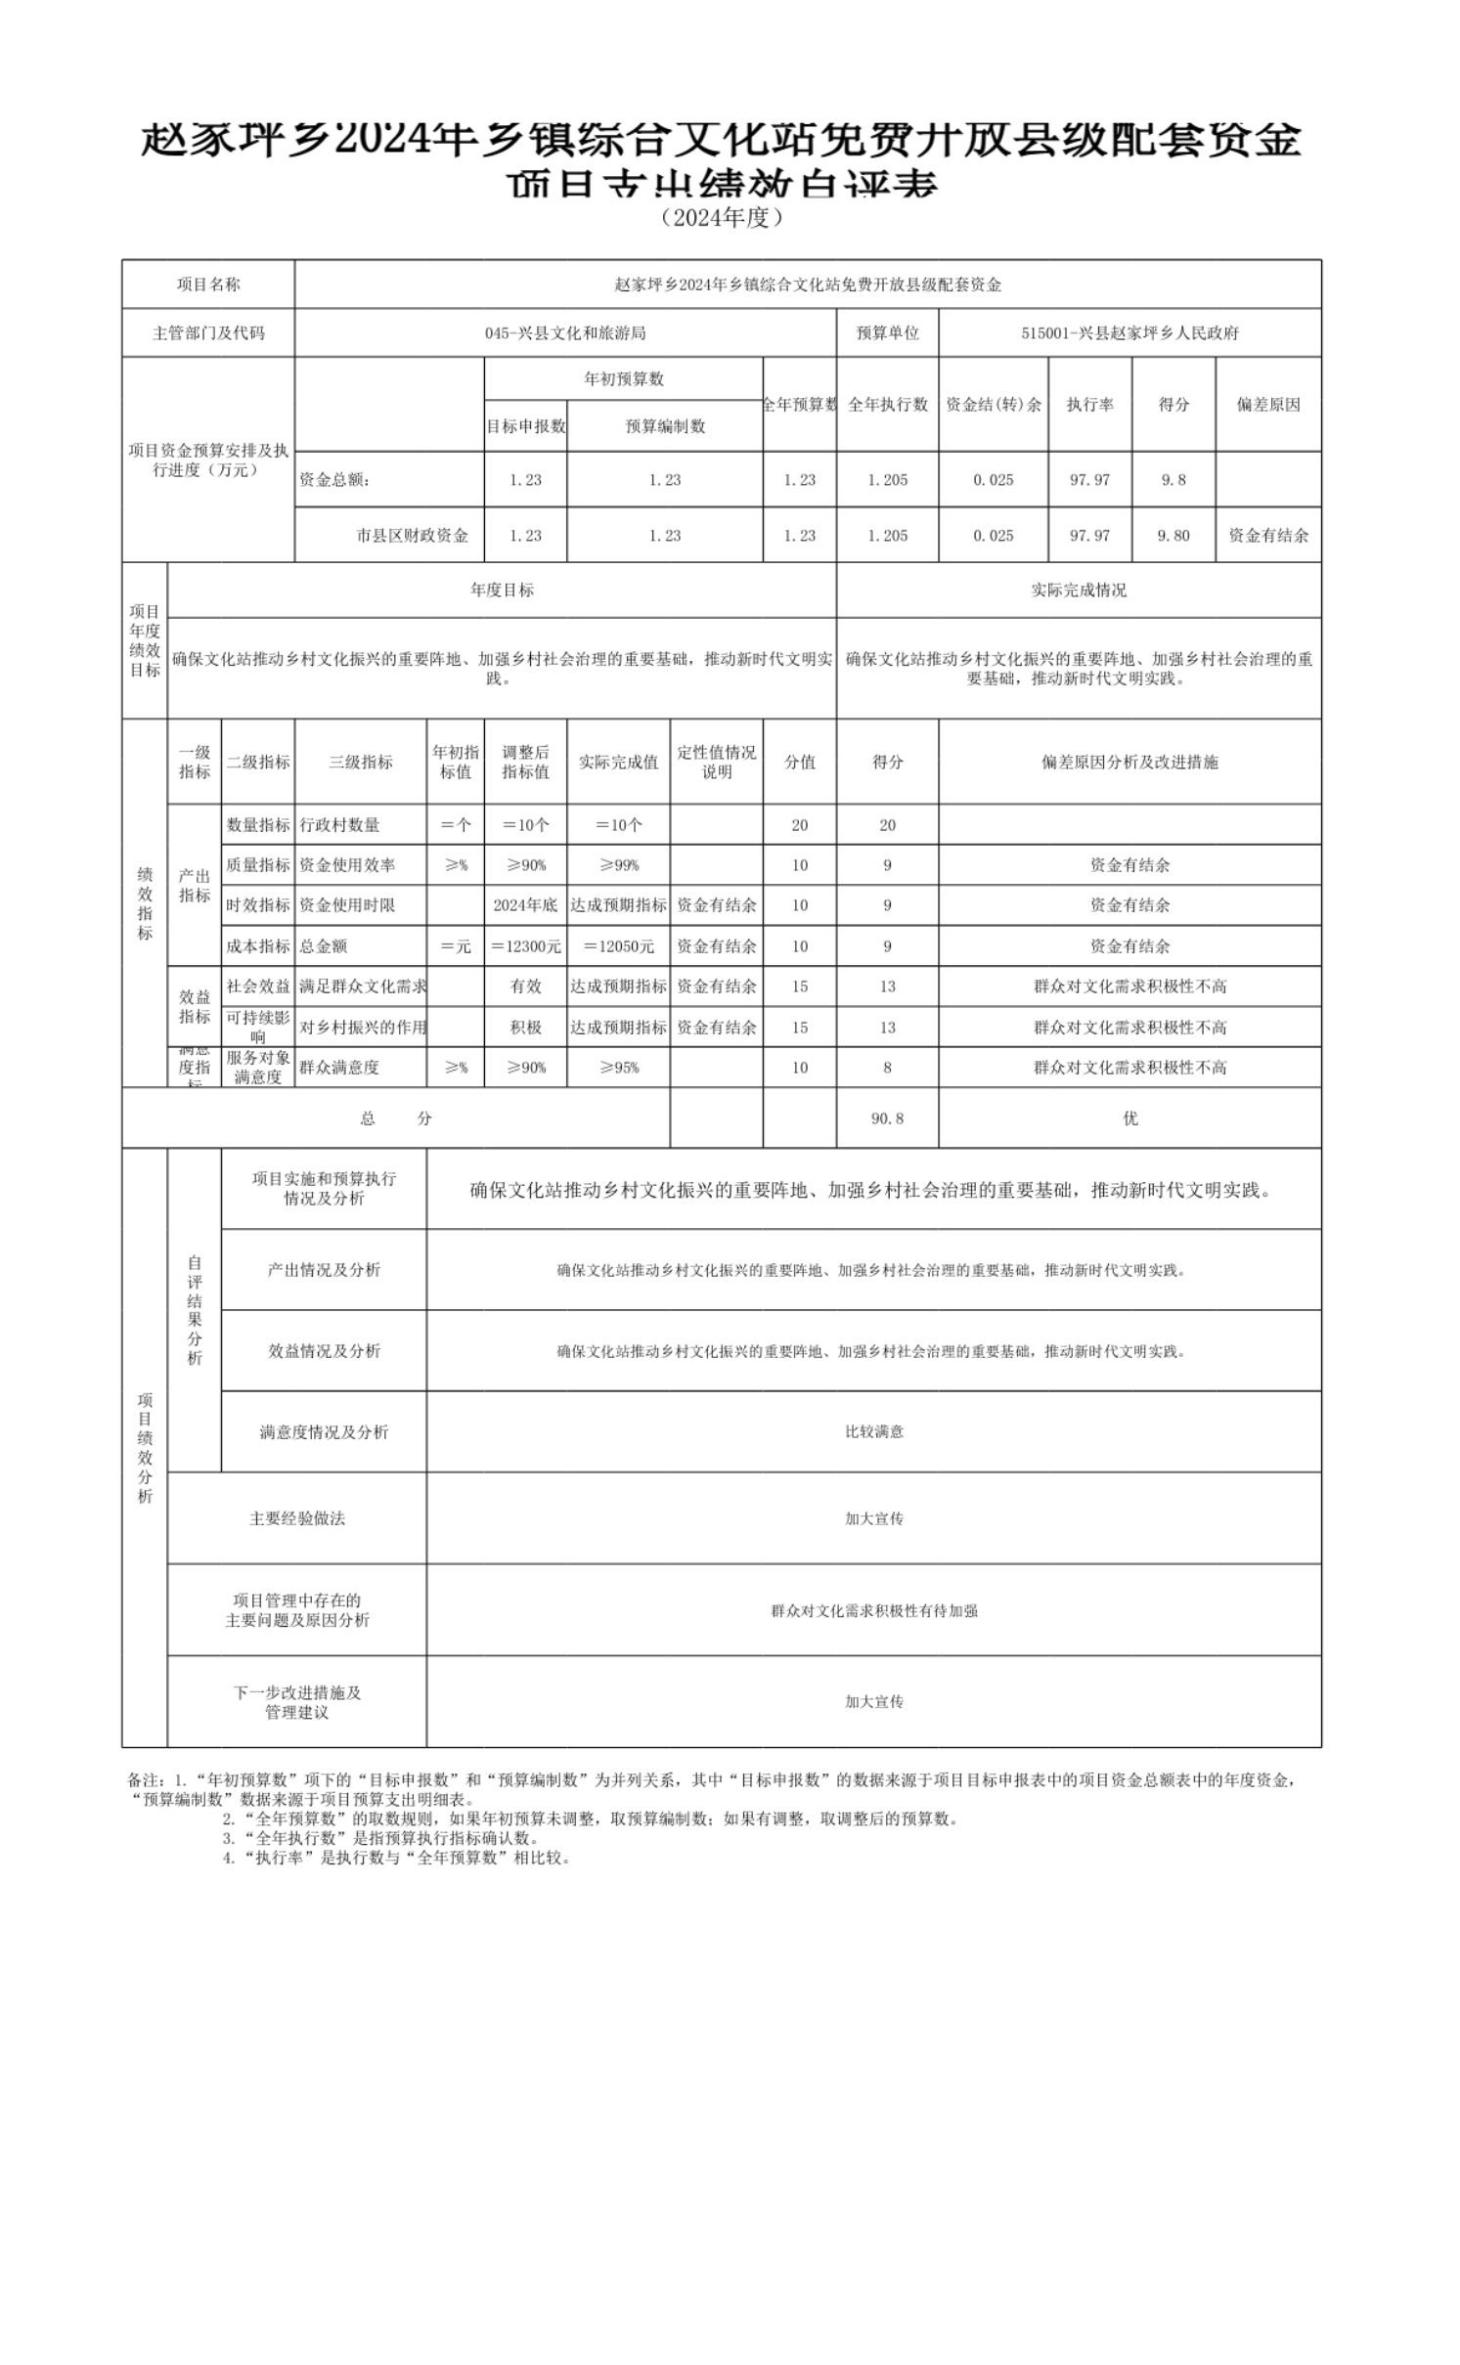 赵家坪乡2024年乡镇综合文化站免费开放县级配套资金
项目支出绩效自评表
（2024年度）
项目名称 赵家坪乡2024年乡镇综合文化站免费开放县级配套资金
主管部门及代码 045-兴县文化和旅游局 预算单位 515001-兴县赵家坪乡人民政府
项目资金预算安排及执
行进度（万元）
年初预算数
全年预算数 全年执行数 资金结(转)余 执行率 得分 偏差原因
目标申报数 预算编制数
资金总额： 1.23 1.23 1.23 1.205 0.025 97.97 9.8
市县区财政资金 1.23 1.23 1.23 1.205 0.025 97.97 9.80 资金有结余
项目
年度
绩效
目标
年度目标 实际完成情况
确保文化站推动乡村文化振兴的重要阵地、加强乡村社会治理的重要基础，推动新时代文明实
践。
确保文化站推动乡村文化振兴的重要阵地、加强乡村社会治理的重
要基础，推动新时代文明实践。
绩
效
指
标
一级
指标
二级指标
三级指标
年初指
标值
调整后
指标值
实际完成值
定性值情况
说明
分值
得分
偏差原因分析及改进措施
产出
指标
数量指标 行政村数量 ＝个 ＝10个 ＝10个 20 20
质量指标 资金使用效率 ≥% ≥90% ≥99% 10 9 资金有结余
时效指标 资金使用时限 2024年底 达成预期指标 资金有结余 10 9 资金有结余
成本指标 总金额 ＝元 ＝12300元 ＝12050元 资金有结余 10 9 资金有结余
效益
指标
社会效益 满足群众文化需求 有效 达成预期指标 资金有结余 15 13 群众对文化需求积极性不高
可持续影
响
对乡村振兴的作用 积极 达成预期指标 资金有结余 15 13 群众对文化需求积极性不高
满意
度指
标
服务对象
满意度
群众满意度 ≥% ≥90% ≥95% 10 8 群众对文化需求积极性不高
总 分 90.8 优
项
目
绩
效
分
析
自
评
结
果
分
析
项目实施和预算执行
情况及分析
确保文化站推动乡村文化振兴的重要阵地、加强乡村社会治理的重要基础，推动新时代文明实践。
产出情况及分析 确保文化站推动乡村文化振兴的重要阵地、加强乡村社会治理的重要基础，推动新时代文明实践。
效益情况及分析 确保文化站推动乡村文化振兴的重要阵地、加强乡村社会治理的重要基础，推动新时代文明实践。
满意度情况及分析 比较满意
主要经验做法 加大宣传
项目管理中存在的
主要问题及原因分析
群众对文化需求积极性有待加强
下一步改进措施及
管理建议
加大宣传
备注：1.“年初预算数”项下的“目标申报数”和“预算编制数”为并列关系，其中“目标申报数”的数据来源于项目目标申报表中的项目资金总额表中的年度资金，
“预算编制数”数据来源于项目预算支出明细表。
2.“全年预算数”的取数规则，如果年初预算未调整，取预算编制数；如果有调整，取调整后的预算数。
3.“全年执行数”是指预算执行指标确认数。
4.“执行率”是执行数与“全年预算数”相比较。